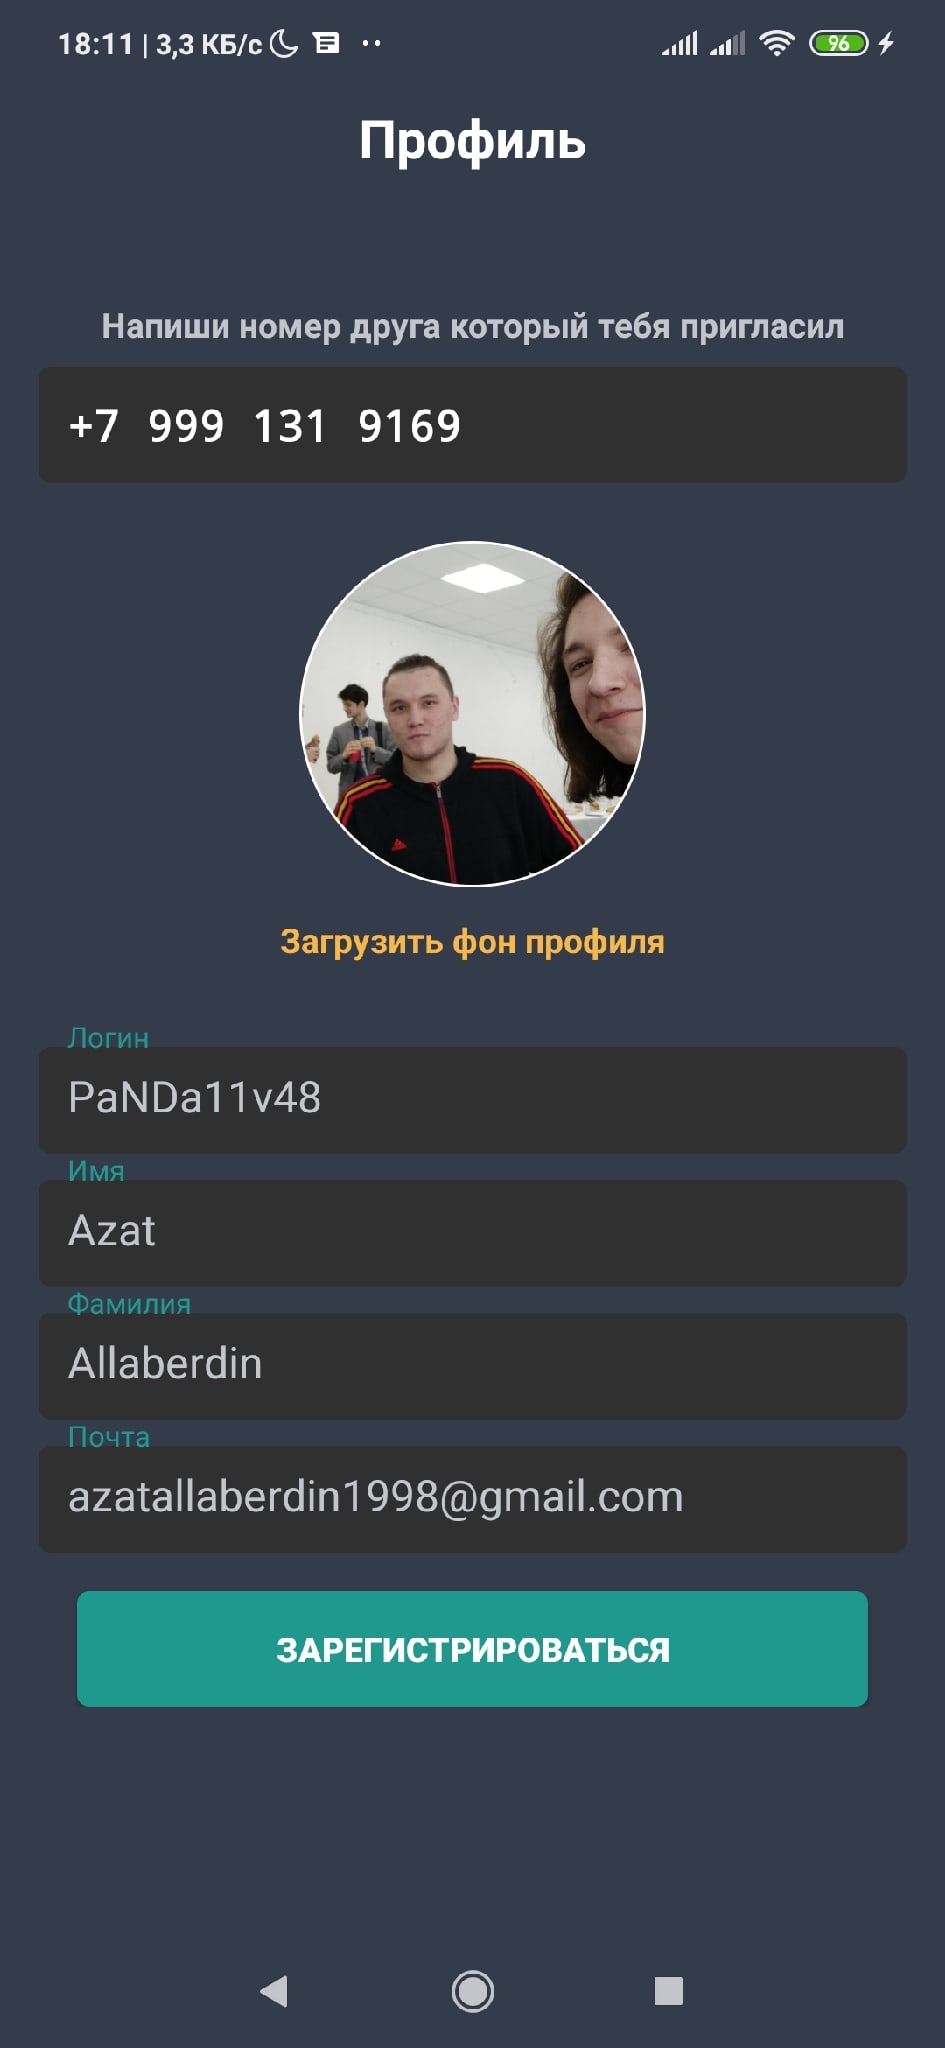 18:11 | 3,3 КБ/с 96
Профиль
Напиши номер друга который тебя пригласил
+7 999 131 9169
Загрузить фон профиля
Логин
PaNDa11v48
Имя
Azat
Фамилия
Allaberdin
Почта
azatallaberdin1998@gmail.com
ЗАРЕГИСТРИРОВАТЬСЯ